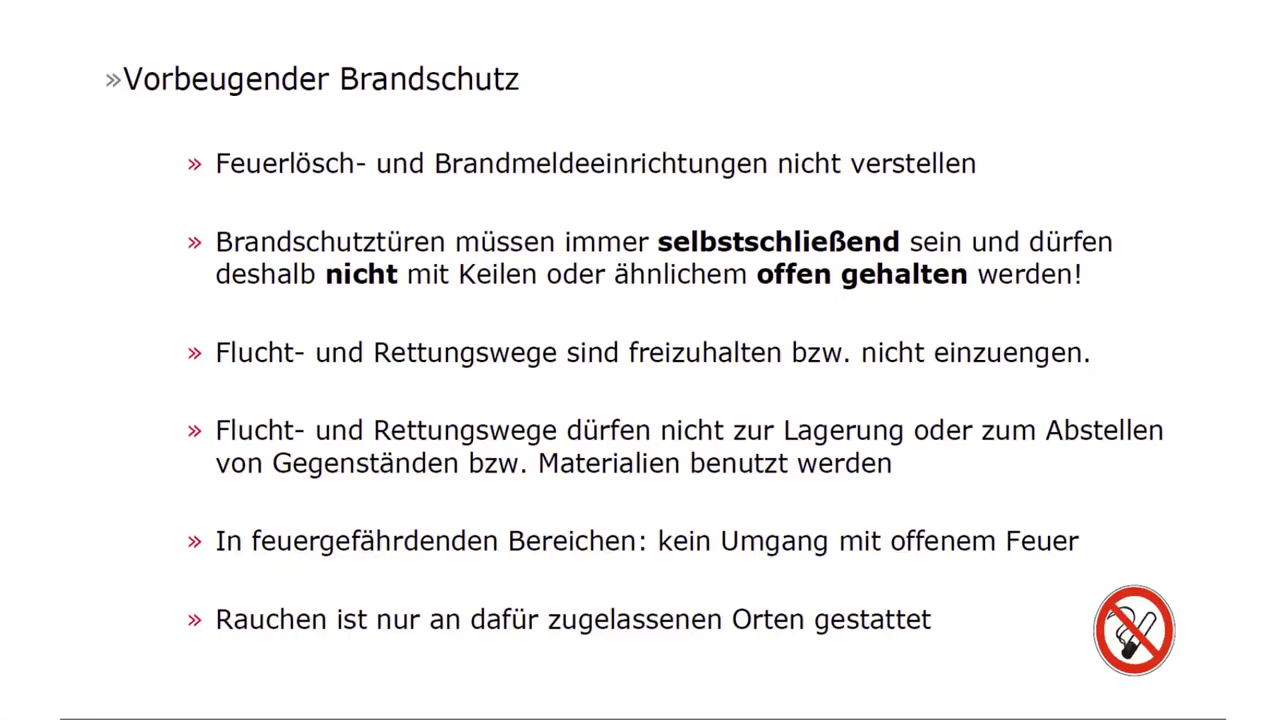 »Vorbeugender Brandschutz
» Feuerlösch- und Brandmeldeeinrichtungen nicht verstellen
» Brandschutztüren müssen immer selbstschließend sein und dürfen
deshalb nicht mit Keilen oder ähnlichem offen gehalten werden!
» Flucht- und Rettungswege sind freizuhalten bzw. nicht einzuengen.
» Flucht- und Rettungswege dürfen nicht zur Lagerung oder zum Abstellen
von Gegenständen bzw. Materialien benutzt werden
» In feuergefährdenden Bereichen: kein Umgang mit offenem Feuer
» Rauchen ist nur an dafür zugelassenen Orten gestattet